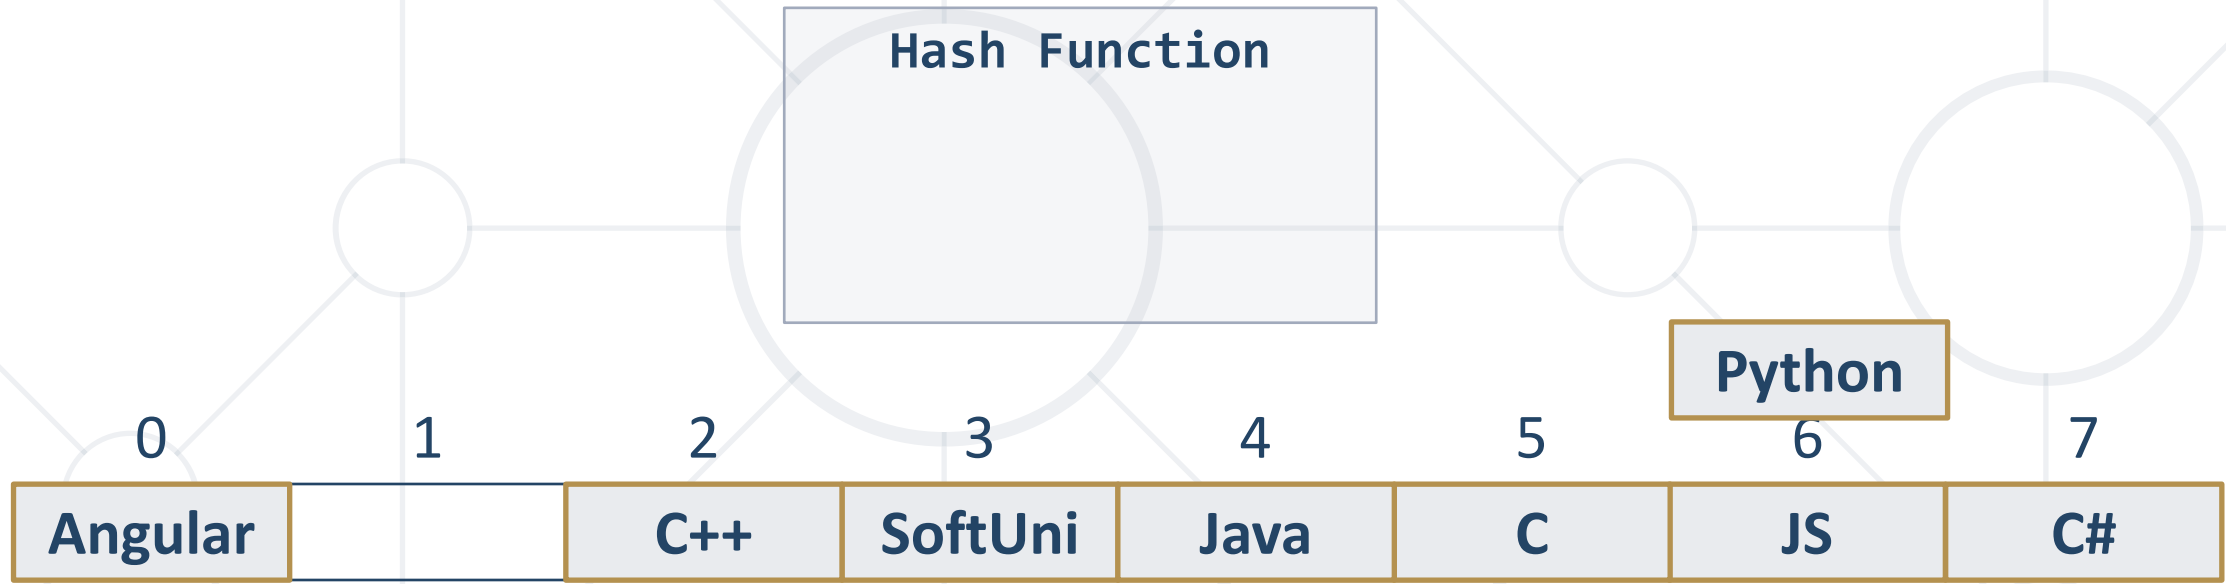 Hash Function
Python
0 1 2 3 4 5 6 7
Angular C++ SoftUni Java C JS C#